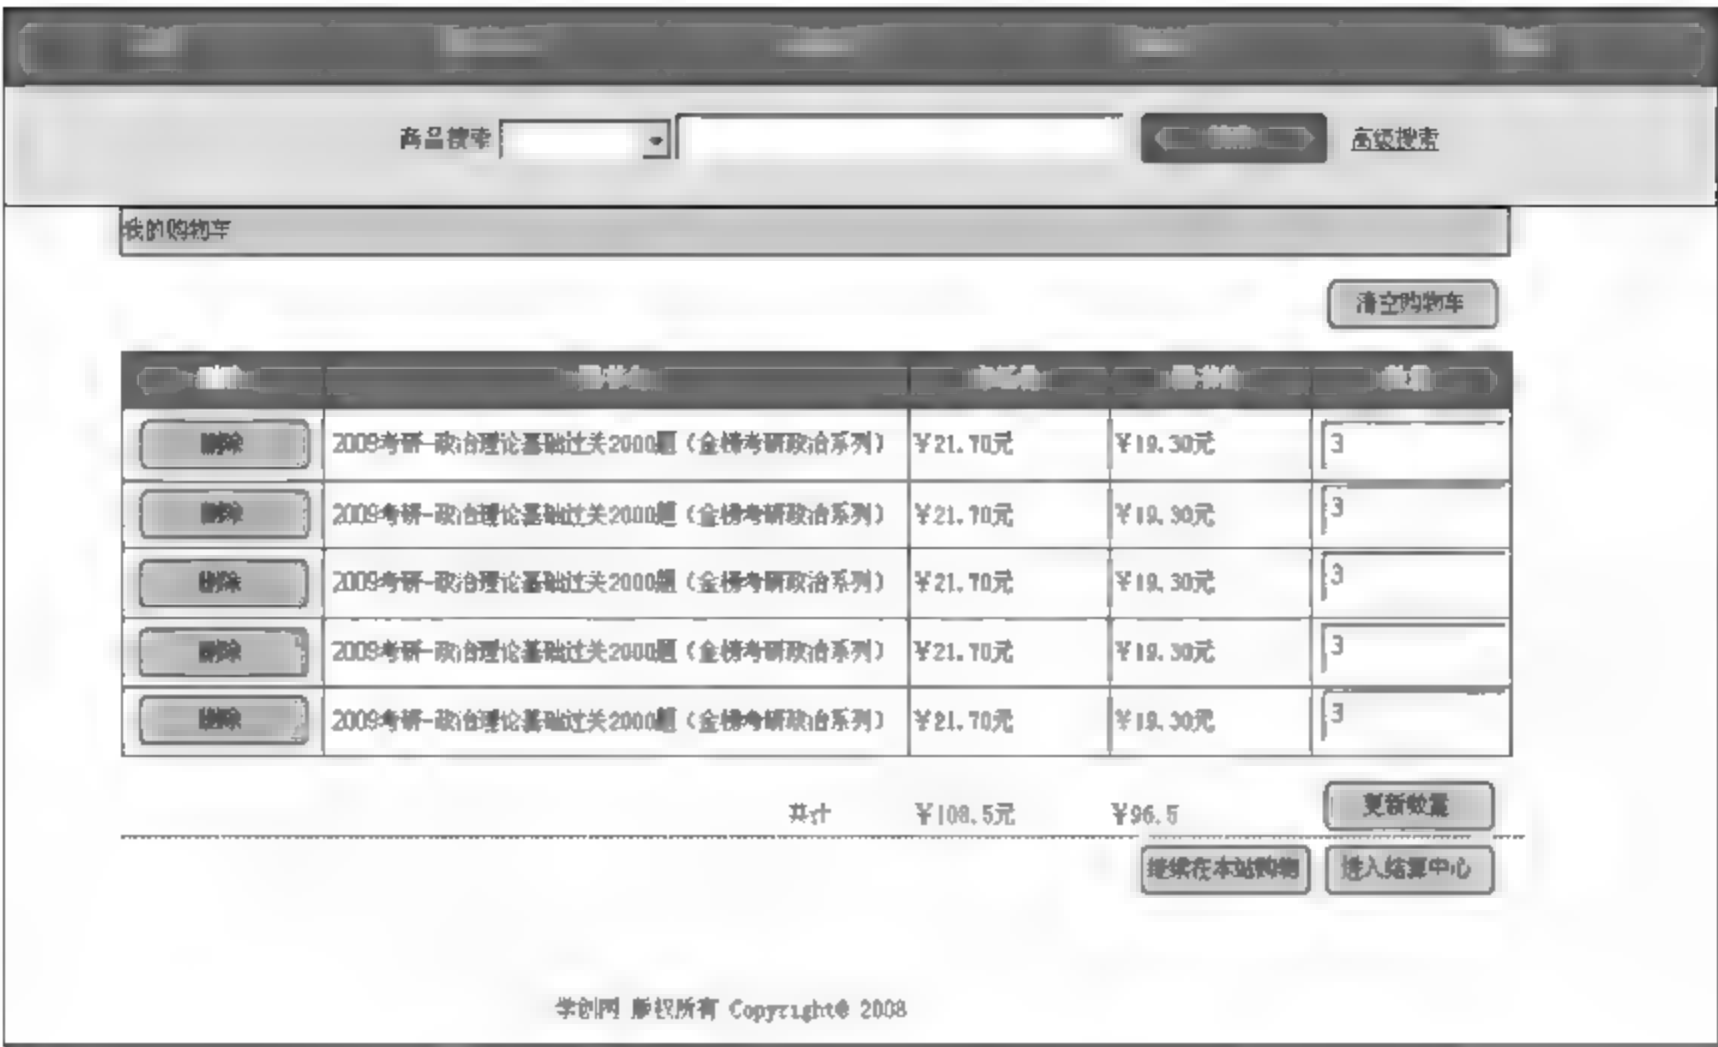 商品搜索 高级搜索
我的购物车
清空购物车
删除 2009考研-政治理论基础过关2000题（金榜考研政治系列） ￥21.70元 ￥19.30元 3
删除 2009考研-政治理论基础过关2000题（金榜考研政治系列） ￥21.70元 ￥19.30元 3
删除 2009考研-政治理论基础过关2000题（金榜考研政治系列） ￥21.70元 ￥19.30元 3
删除 2009考研-政治理论基础过关2000题（金榜考研政治系列） ￥21.70元 ￥19.30元 3
删除 2009考研-政治理论基础过关2000题（金榜考研政治系列） ￥21.70元 ￥19.30元 3
共计 ￥108.5元 ￥96.5 更新数量
继续在本站购物 进入结算中心
学创网 版权所有 Copyright© 2008